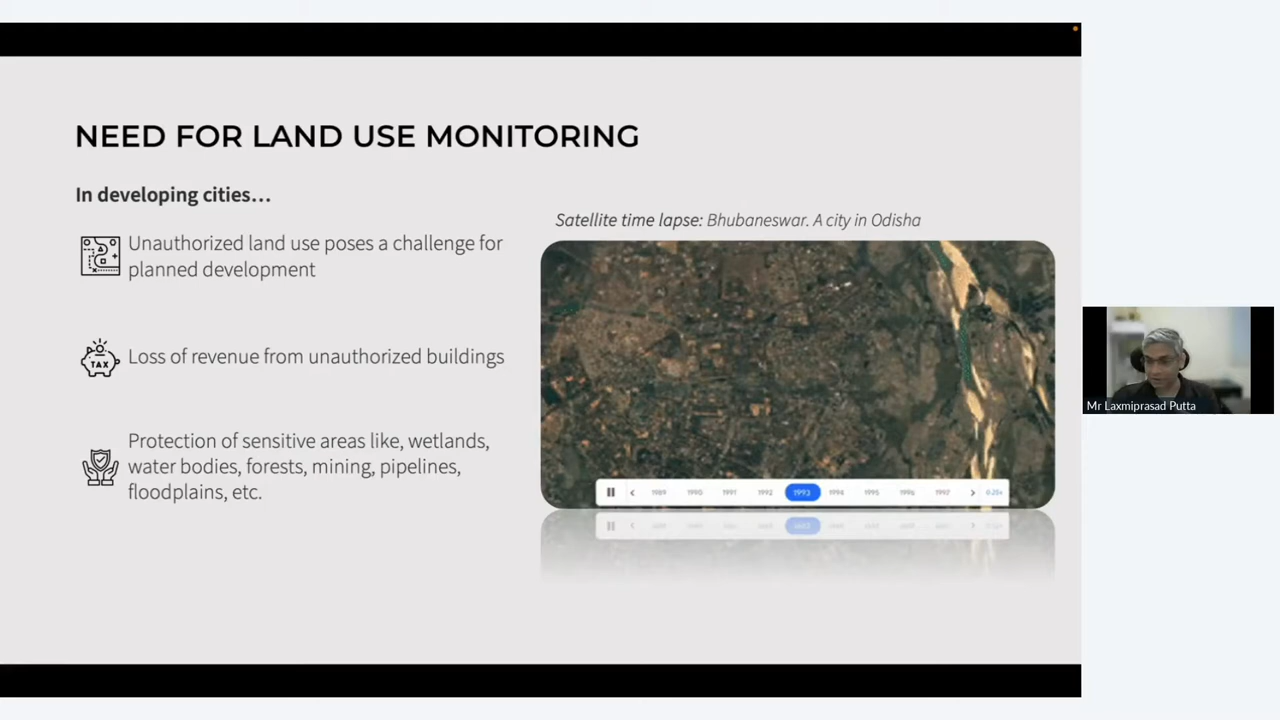 NEED FOR LAND USE MONITORING
In developing cities...
Unauthorized land use poses a challenge for
planned development
TAX
Loss of revenue from unauthorized buildings
Protection of sensitive areas like, wetlands,
water bodies, forests, mining, pipelines,
floodplains, etc.
Satellite time lapse: Bhubaneswar. A city in Odisha
1989 1990 1991 1992 1993 1994 1995 1996 1997
Mr Laxmiprasad Putta